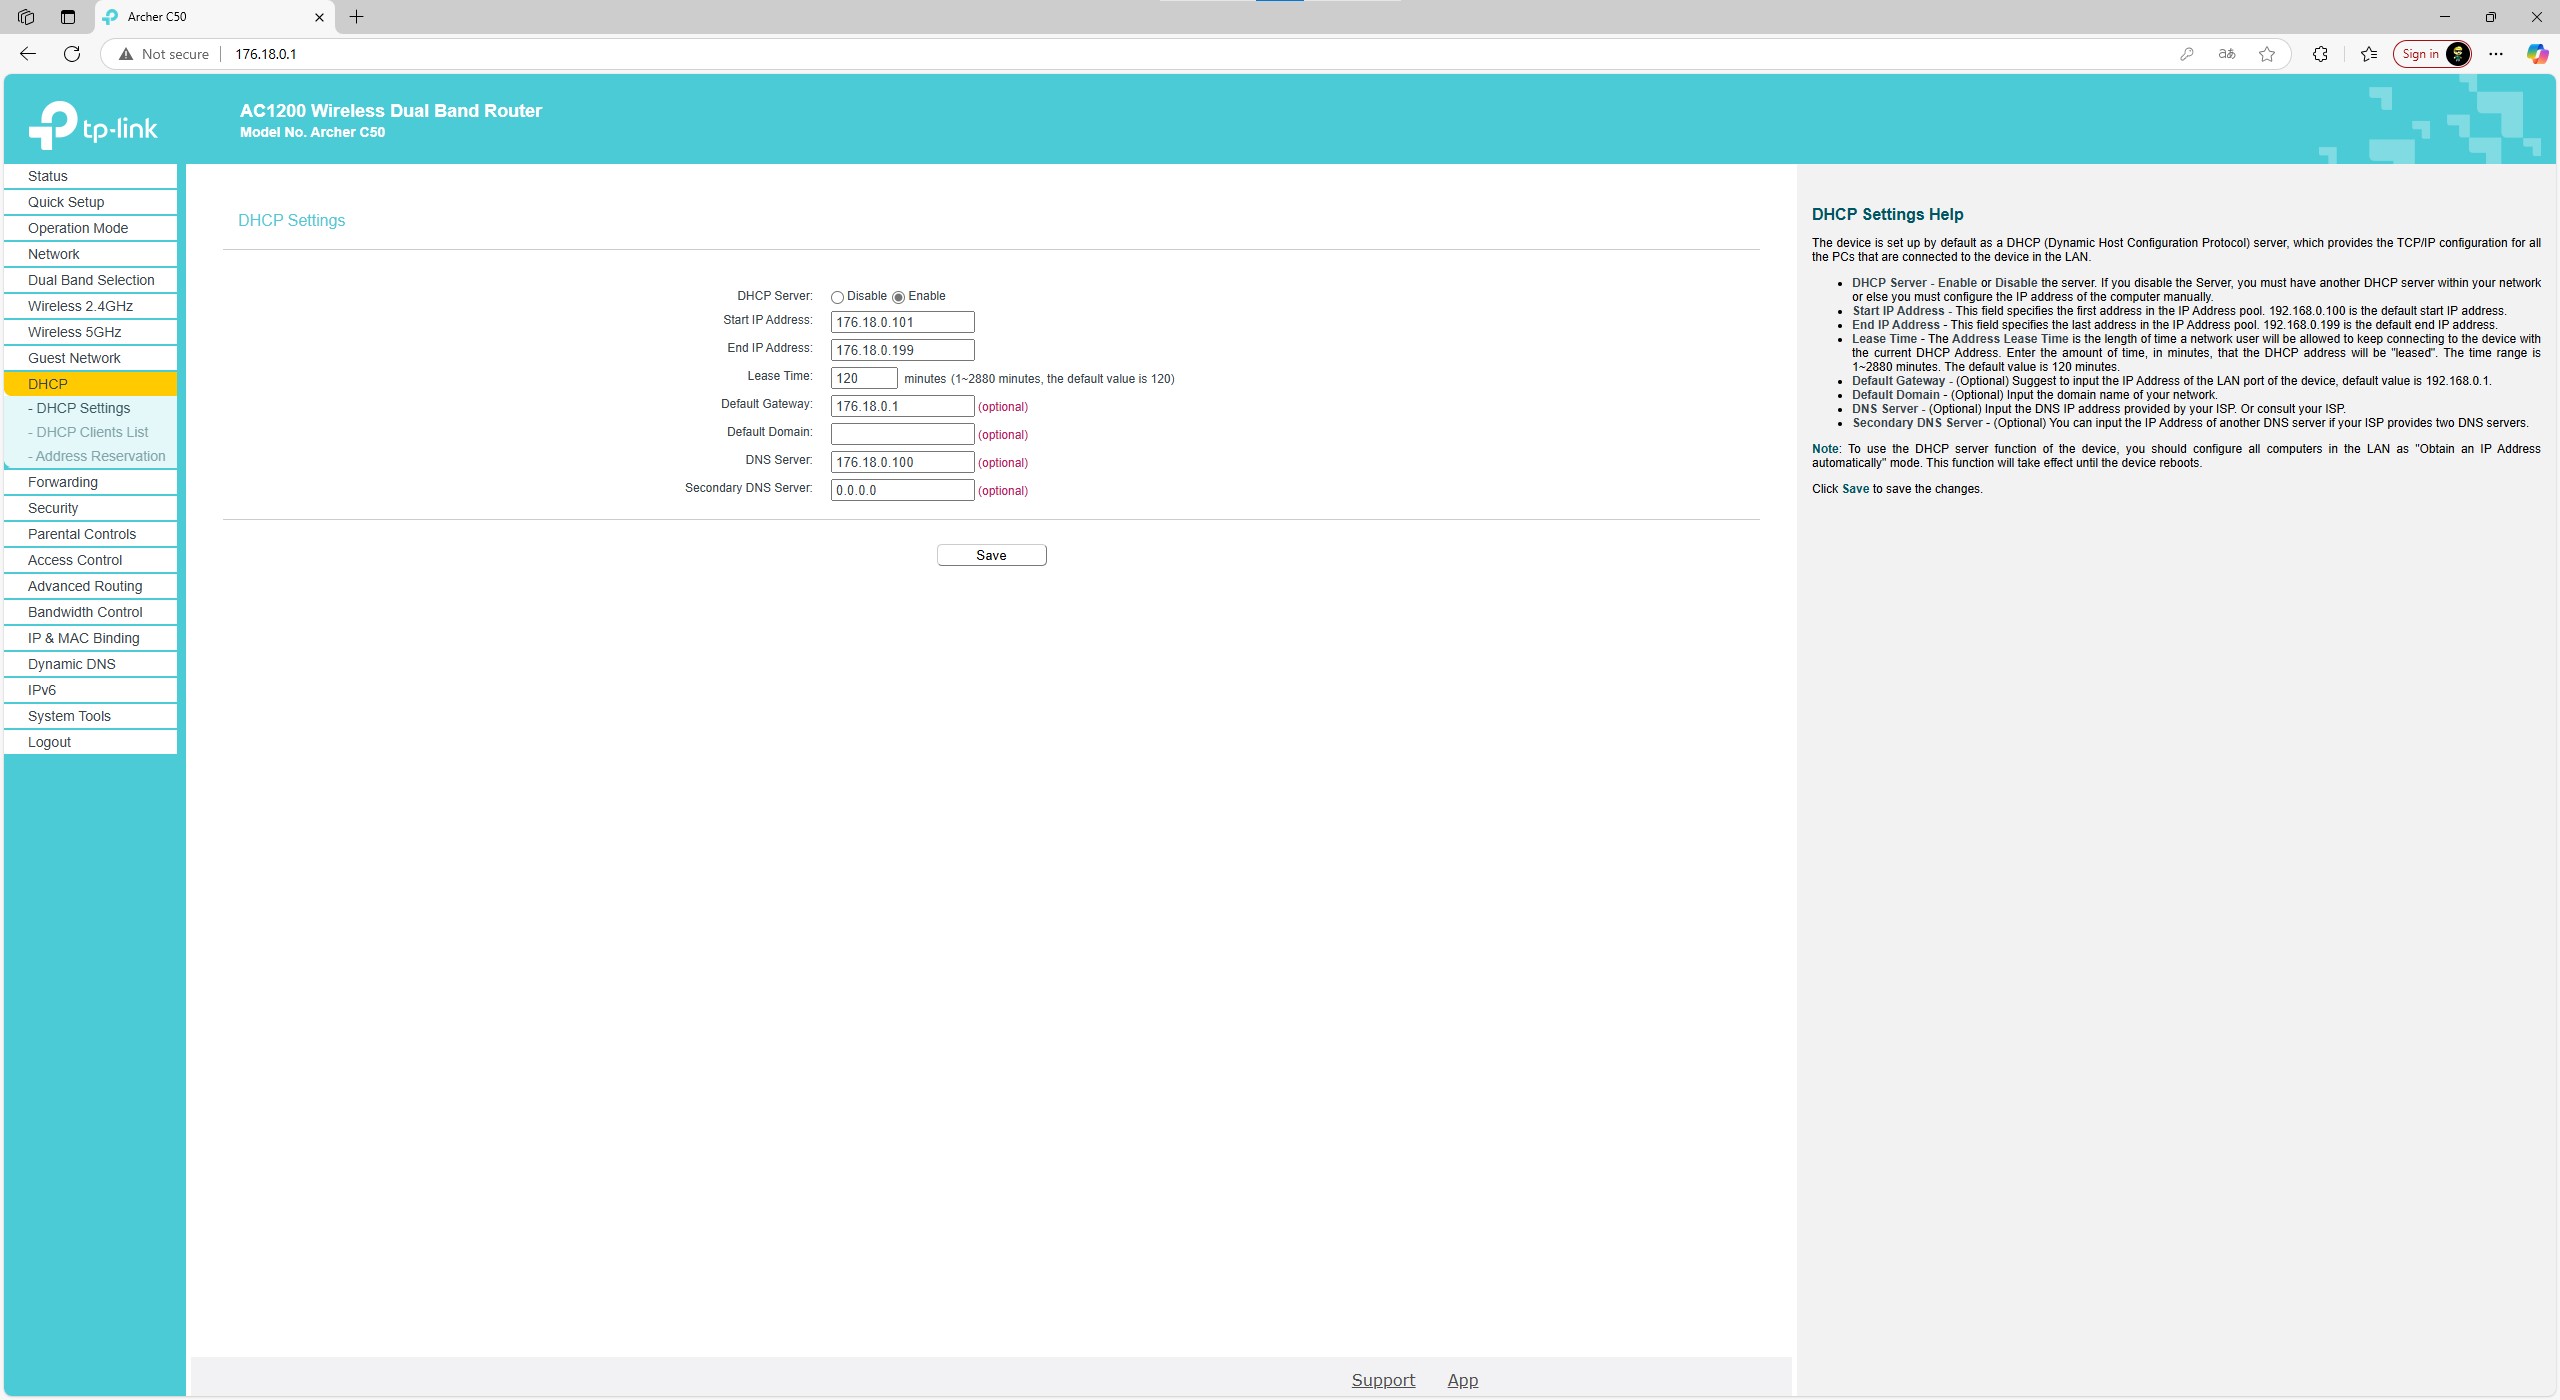 Archer C50
Not secure
176.18.0.1
Sign in
tp-link
AC1200 Wireless Dual Band Router
Model No. Archer C50
Status
Quick Setup
Operation Mode
Network
Dual Band Selection
Wireless 2.4GHz
Wireless 5GHz
Guest Network
DHCP
- DHCP Settings
- DHCP Clients List
- Address Reservation
Forwarding
Security
Parental Controls
Access Control
Advanced Routing
Bandwidth Control
IP & MAC Binding
Dynamic DNS
IPv6
System Tools
Logout
DHCP Settings
DHCP Server: Disable Enable
Start IP Address: 176.18.0.101
End IP Address: 176.18.0.199
Lease Time: 120 minutes (1~2880 minutes, the default value is 120)
Default Gateway: 176.18.0.1 (optional)
Default Domain: (optional)
DNS Server: 176.18.0.100 (optional)
Secondary DNS Server: 0.0.0.0 (optional)
Save
DHCP Settings Help
The device is set up by default as a DHCP (Dynamic Host Configuration Protocol) server, which provides the TCP/IP configuration for all
the PCs that are connected to the device in the LAN.
• DHCP Server - Enable or Disable the server. If you disable the Server, you must have another DHCP server within your network
or else you must configure the IP address of the computer manually.
• Start IP Address - This field specifies the first address in the IP Address pool. 192.168.0.100 is the default start IP address.
• End IP Address - This field specifies the last address in the IP Address pool. 192.168.0.199 is the default end IP address.
• Lease Time - The Address Lease Time is the length of time a network user will be allowed to keep connecting to the device with
the current DHCP Address. Enter the amount of time, in minutes, that the DHCP address will be "leased". The time range is
1~2880 minutes. The default value is 120 minutes.
• Default Gateway - (Optional) Suggest to input the IP Address of the LAN port of the device, default value is 192.168.0.1.
• Default Domain - (Optional) Input the domain name of your network.
• DNS Server - (Optional) Input the DNS IP address provided by your ISP. Or consult your ISP.
• Secondary DNS Server - (Optional) You can input the IP Address of another DNS server if your ISP provides two DNS servers.
Note: To use the DHCP server function of the device, you should configure all computers in the LAN as "Obtain an IP Address
automatically" mode. This function will take effect until the device reboots.
Click Save to save the changes.
Support App